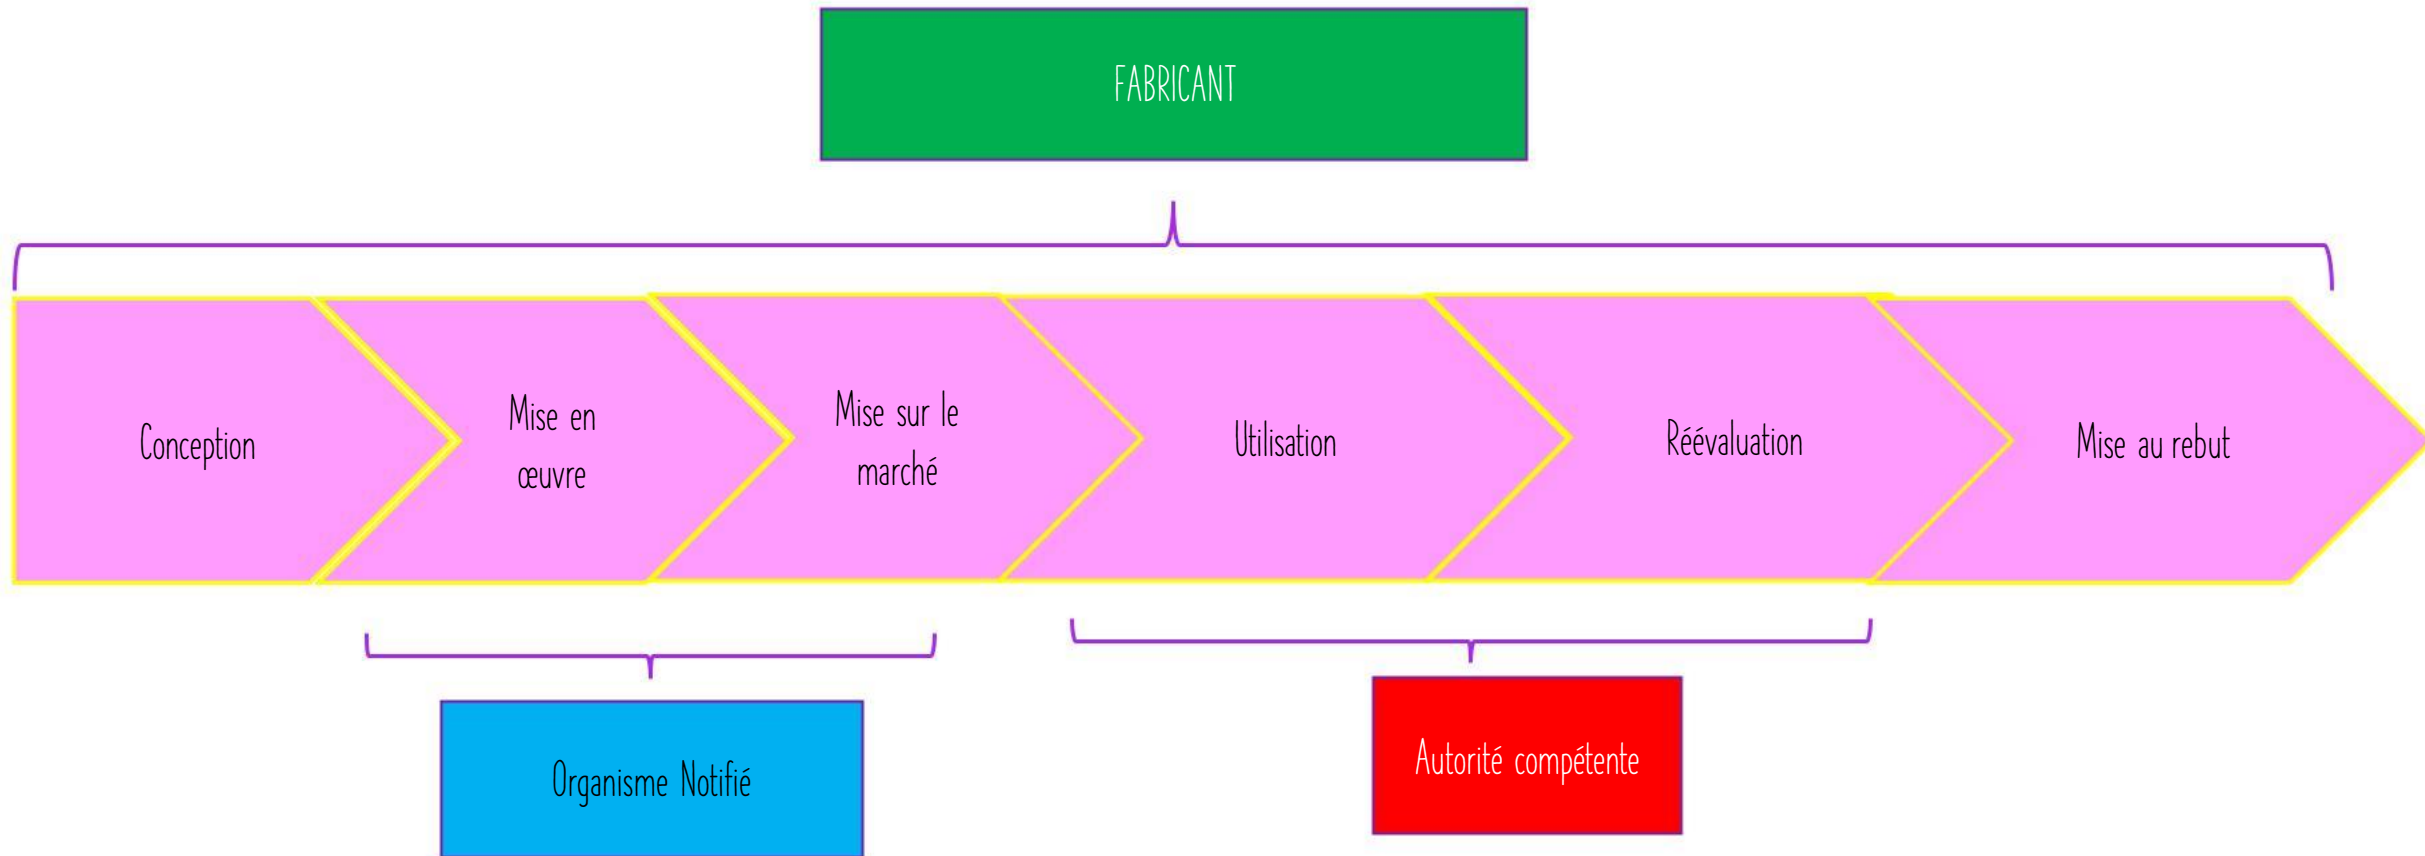 FABRICANT
Conception
Mise en
œuvre
Mise sur le
marché
Utilisation
Réévaluation
Mise au rebut
Organisme Notifié
Autorité compétente